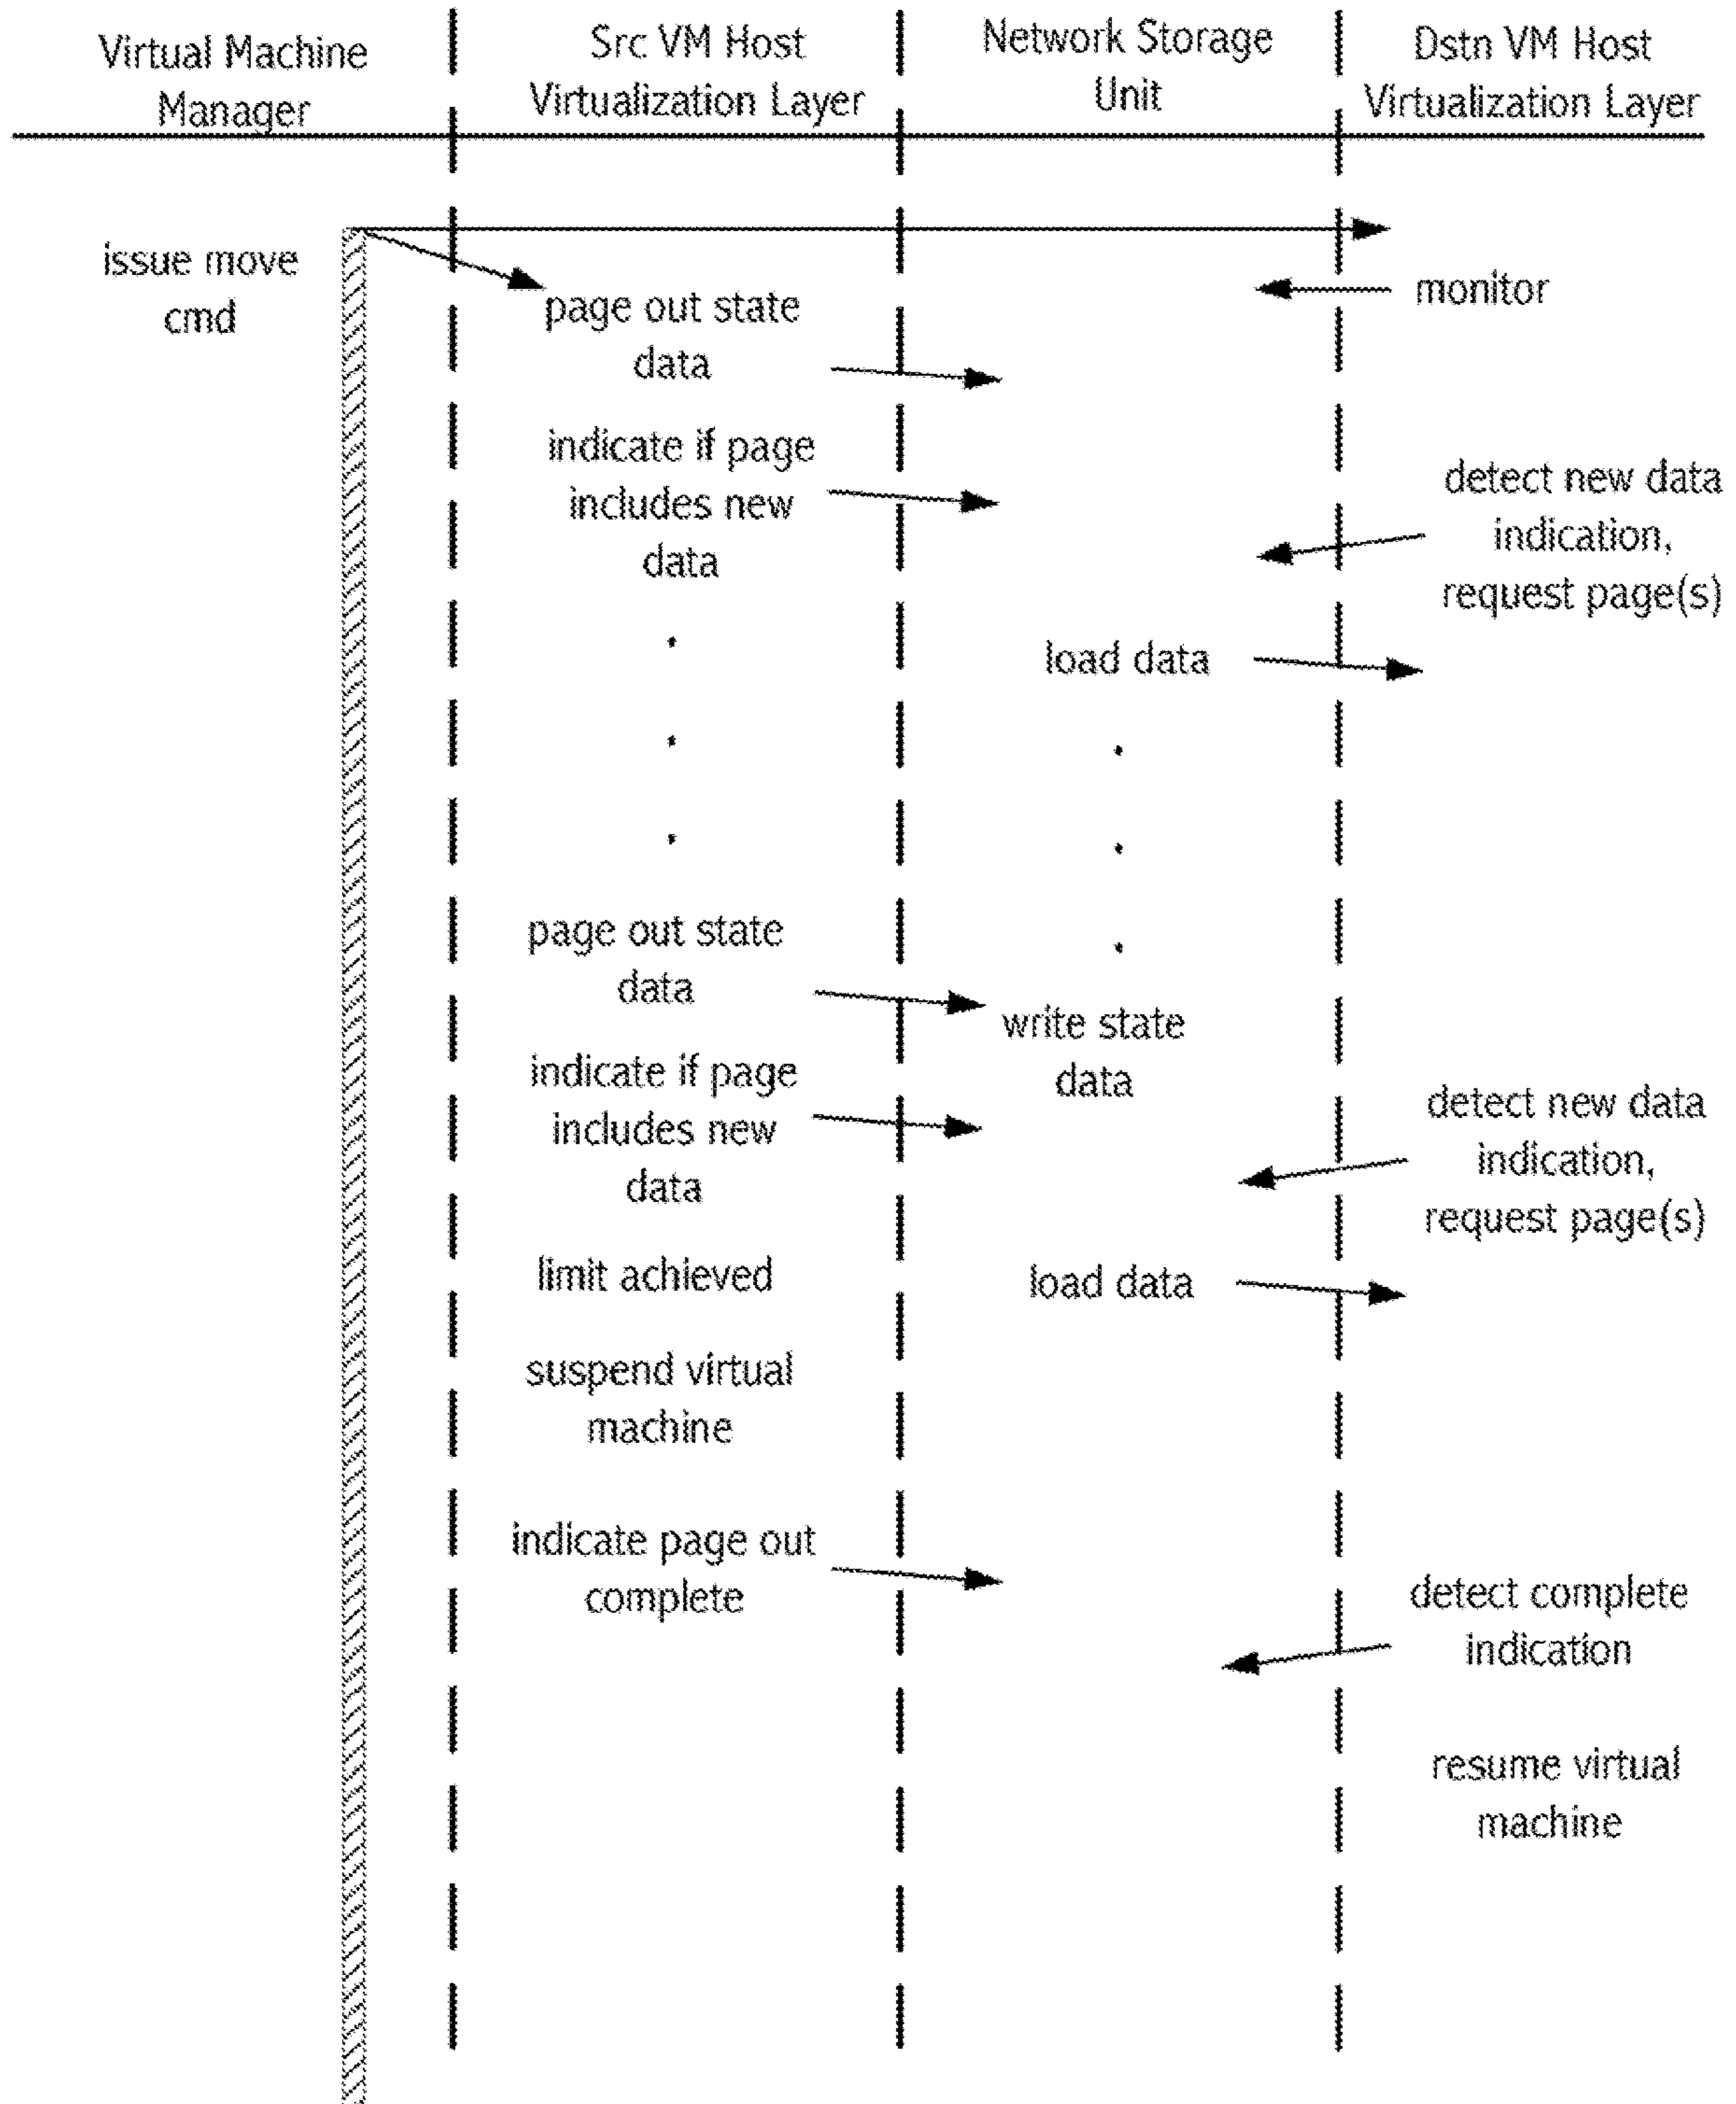 Virtual Machine
Manager
Src VM Host
Virtualization Layer
Network Storage
Unit
Dstn VM Host
Virtualization Layer
issue move
cmd
page out state
data
monitor
indicate if page
includes new
data
detect new data
indication,
request page(s)
load data
page out state
data
write state
data
indicate if page
includes new
data
detect new data
indication,
request page(s)
limit achieved
load data
suspend virtual
machine
indicate page out
complete
detect complete
indication
resume virtual
machine